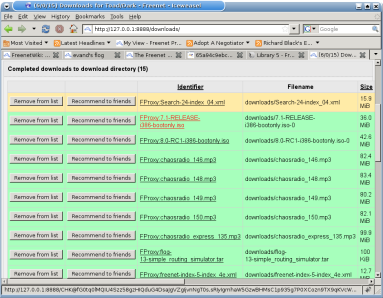 (6/0/15) Downloads for Toad/Dark - Freenet - Iceweasel
File Edit View History Bookmarks Tools Help
http://127.0.0.1:8888/downloads/
Google
Most Visited Latest Headlines My View - Freenet Pr... Adopt A Negotiator Richard Black's E...
FreenetWiki: evand's flog The Freenet 65a94c9ebc... Library 5 - Fr... (6/0/15) Dow...
Completed downloads to download directory (15)
Identifier Filename Size
Remove from list Recommend to friends FProxy:Search-24-index_04.xml downloads/Search-24-index_04.xml 15.9 MiB
Remove from list Recommend to friends FProxy:7.1-RELEASE-i386-bootonly.iso downloads/7.1-RELEASE-i386-bootonly.iso-0 36.0 MiB
Remove from list Recommend to friends FProxy:8.0-RC1-i386-bootonly.iso downloads/8.0-RC1-i386-bootonly.iso-0 42.6 MiB
Remove from list Recommend to friends FProxy:chaosradio_146.mp3 downloads/chaosradio_146.mp3 82.4 MiB
Remove from list Recommend to friends FProxy:chaosradio_148.mp3 downloads/chaosradio_148.mp3 83.4 MiB
Remove from list Recommend to friends FProxy:chaosradio_149.mp3 downloads/chaosradio_149.mp3 80.2 MiB
Remove from list Recommend to friends FProxy:chaosradio_150.mp3 downloads/chaosradio_150.mp3 82.1 MiB
Remove from list Recommend to friends FProxy:chaosradio_express_135.mp3 downloads/chaosradio_express_135.mp3 99.9 MiB
Remove from list Recommend to friends FProxy:flog-13-simple_routing_simulator.tar downloads/flog-13-simple_routing_simulator.tar 100 KiB
Remove from list Recommend to friends FProxy:freenet-index-5-index_4e.xml downloads/freenet-index-5-index_4e.xml 12.7